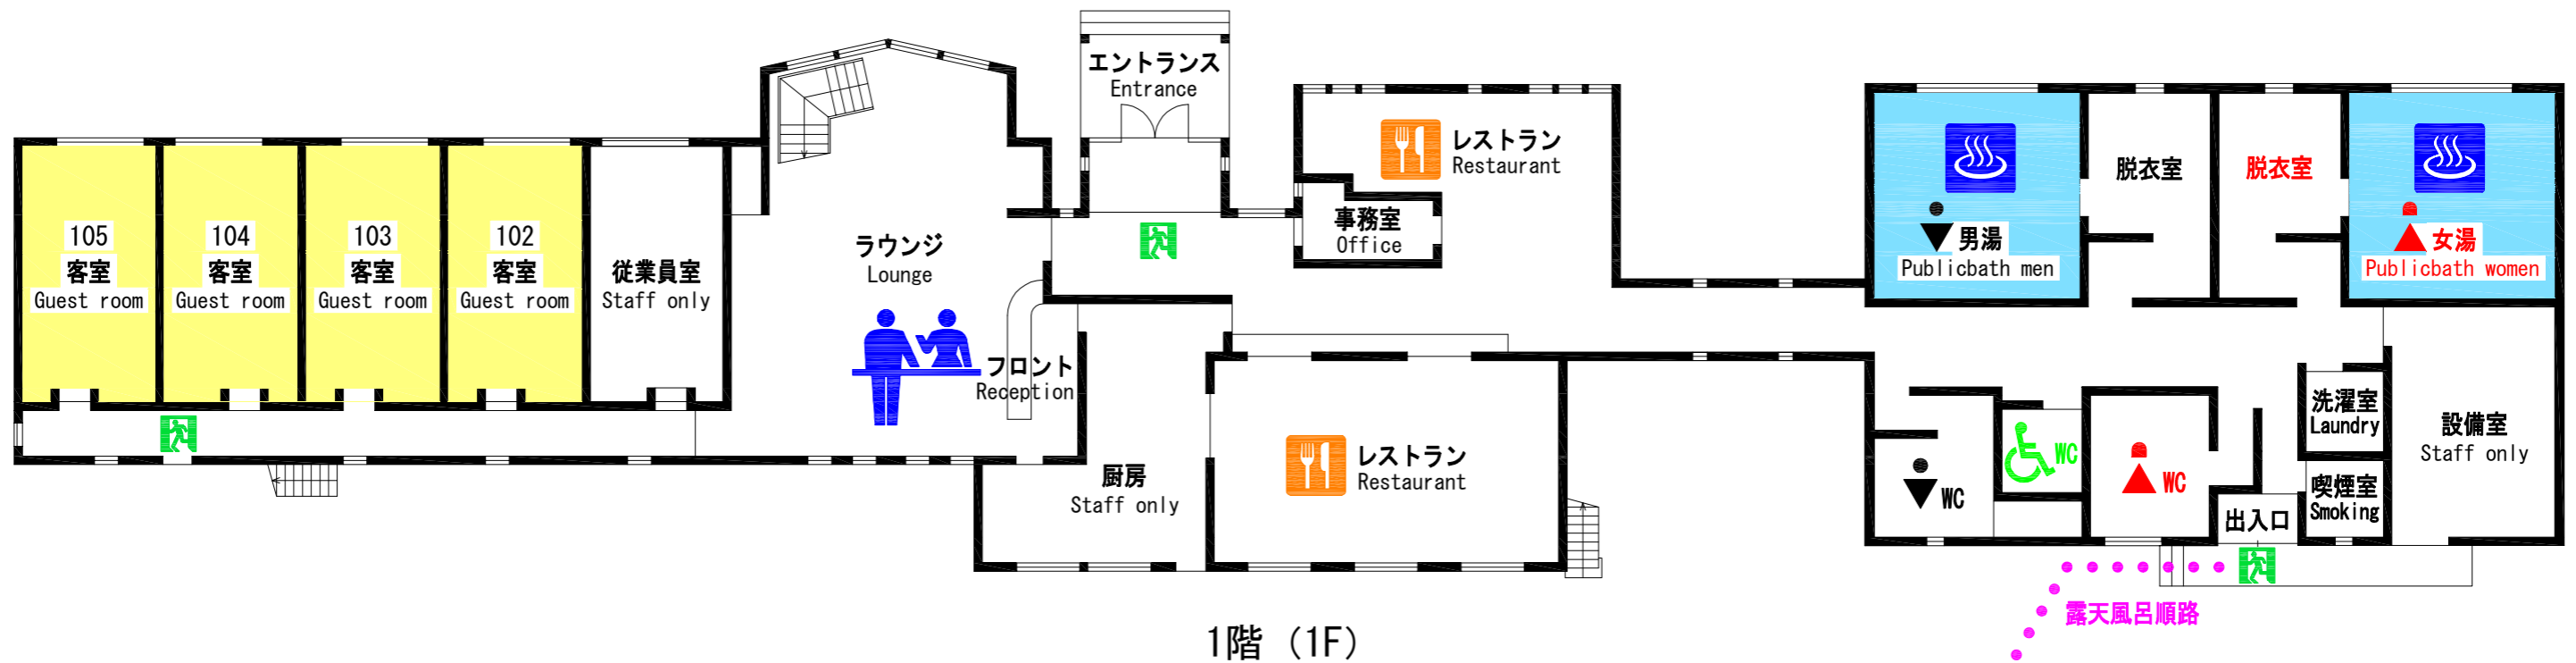 エントランス
Entrance
レストラン
Restaurant
事務室
Office
ラウンジ
Lounge
フロント
Reception
105
客室
Guest room
104
客室
Guest room
103
客室
Guest room
102
客室
Guest room
従業員室
Staff only
厨房
Staff only
レストラン
Restaurant
男湯
Publicbath men
脱衣室
脱衣室
女湯
Publicbath women
WC
WC
WC
洗濯室
Laundry
喫煙室
Smoking
設備室
Staff only
出入口
露天風呂順路
1階 (1F)